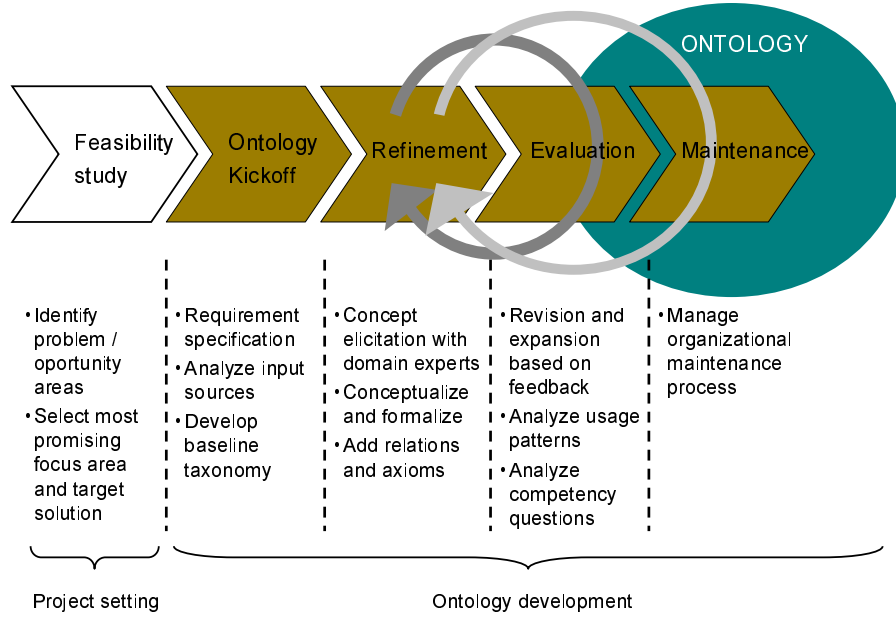 ONTOLOGY
Feasibility
study
Ontology
Kickoff
Refinement
Evaluation
Maintenance
• Identify
problem /
oportunity
areas
• Select most
promising
focus area
and target
solution
• Requirement
specification
• Analyze input
sources
• Develop
baseline
taxonomy
• Concept
elicitation with
domain experts
• Conceptualize
and formalize
• Add relations
and axioms
• Revision and
expansion
based on
feedback
• Analyze usage
patterns
• Analyze
competency
questions
• Manage
organizational
maintenance
process
Project setting
Ontology development